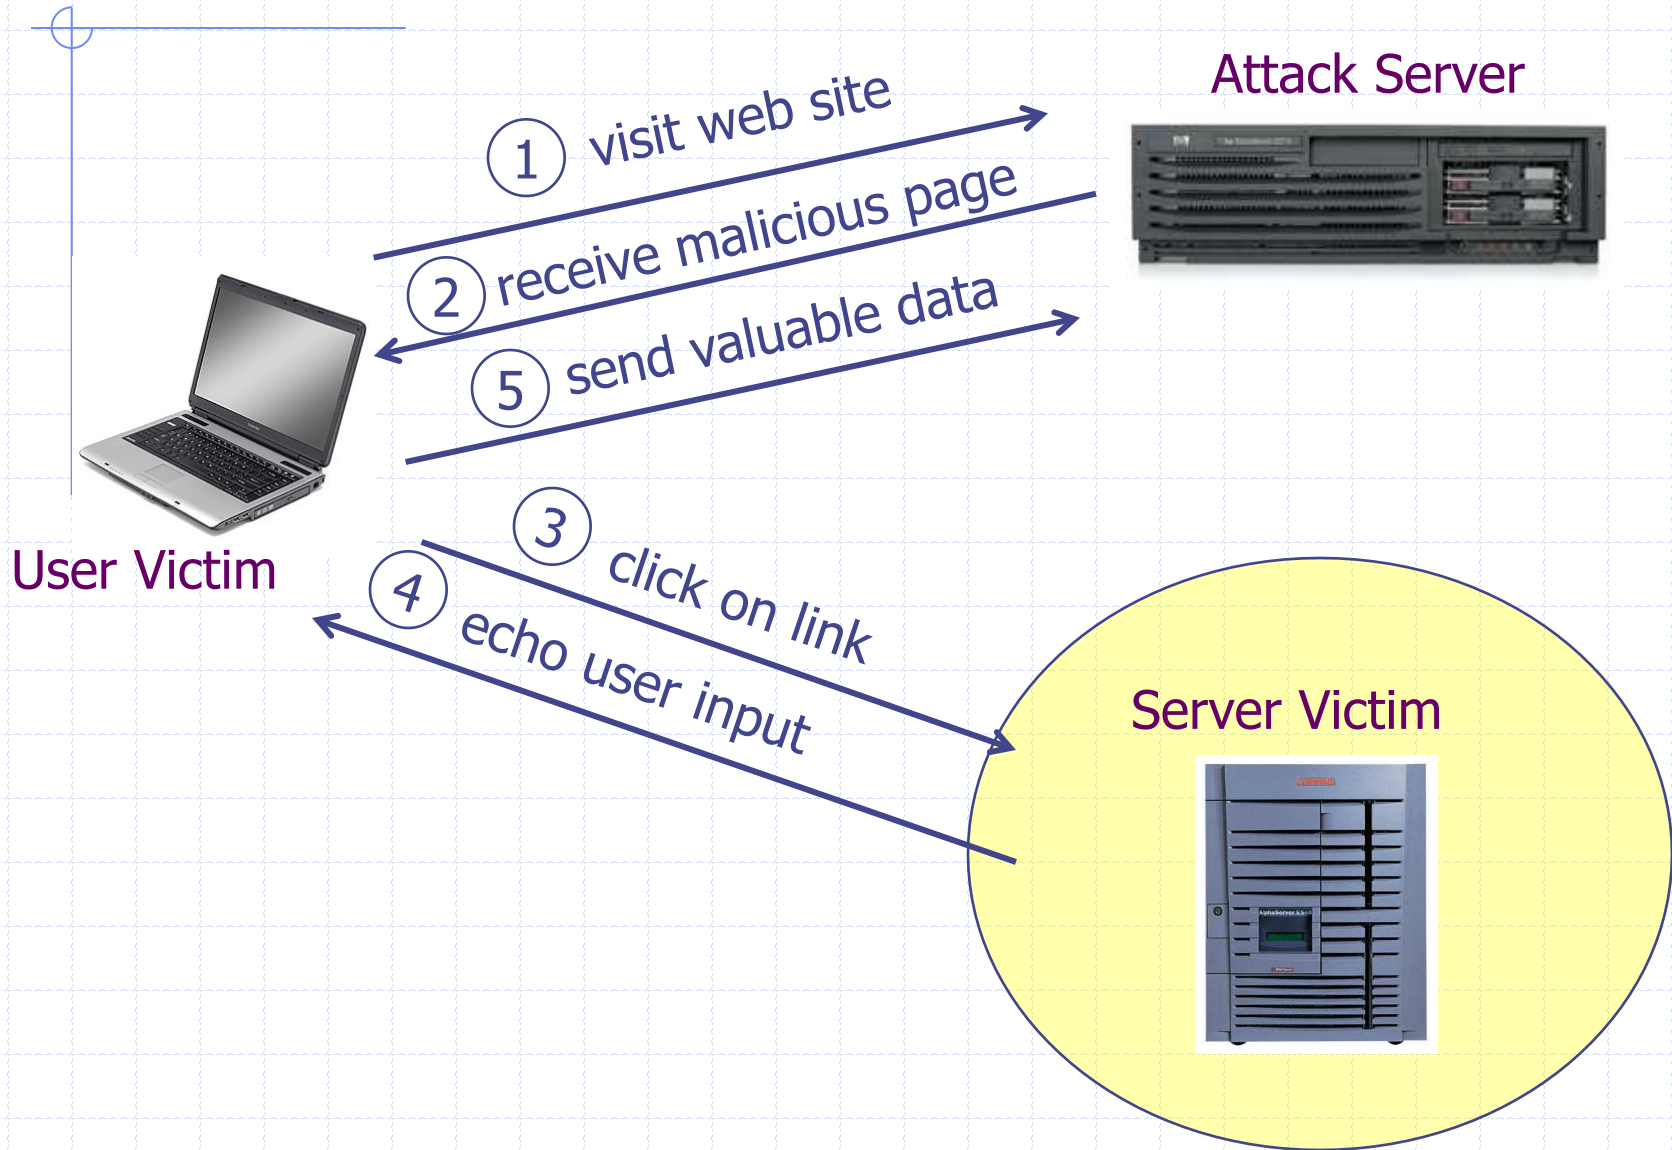 Attack Server
1 visit web site
2 receive malicious page
5 send valuable data
User Victim
3 click on link
4 echo user input
Server Victim